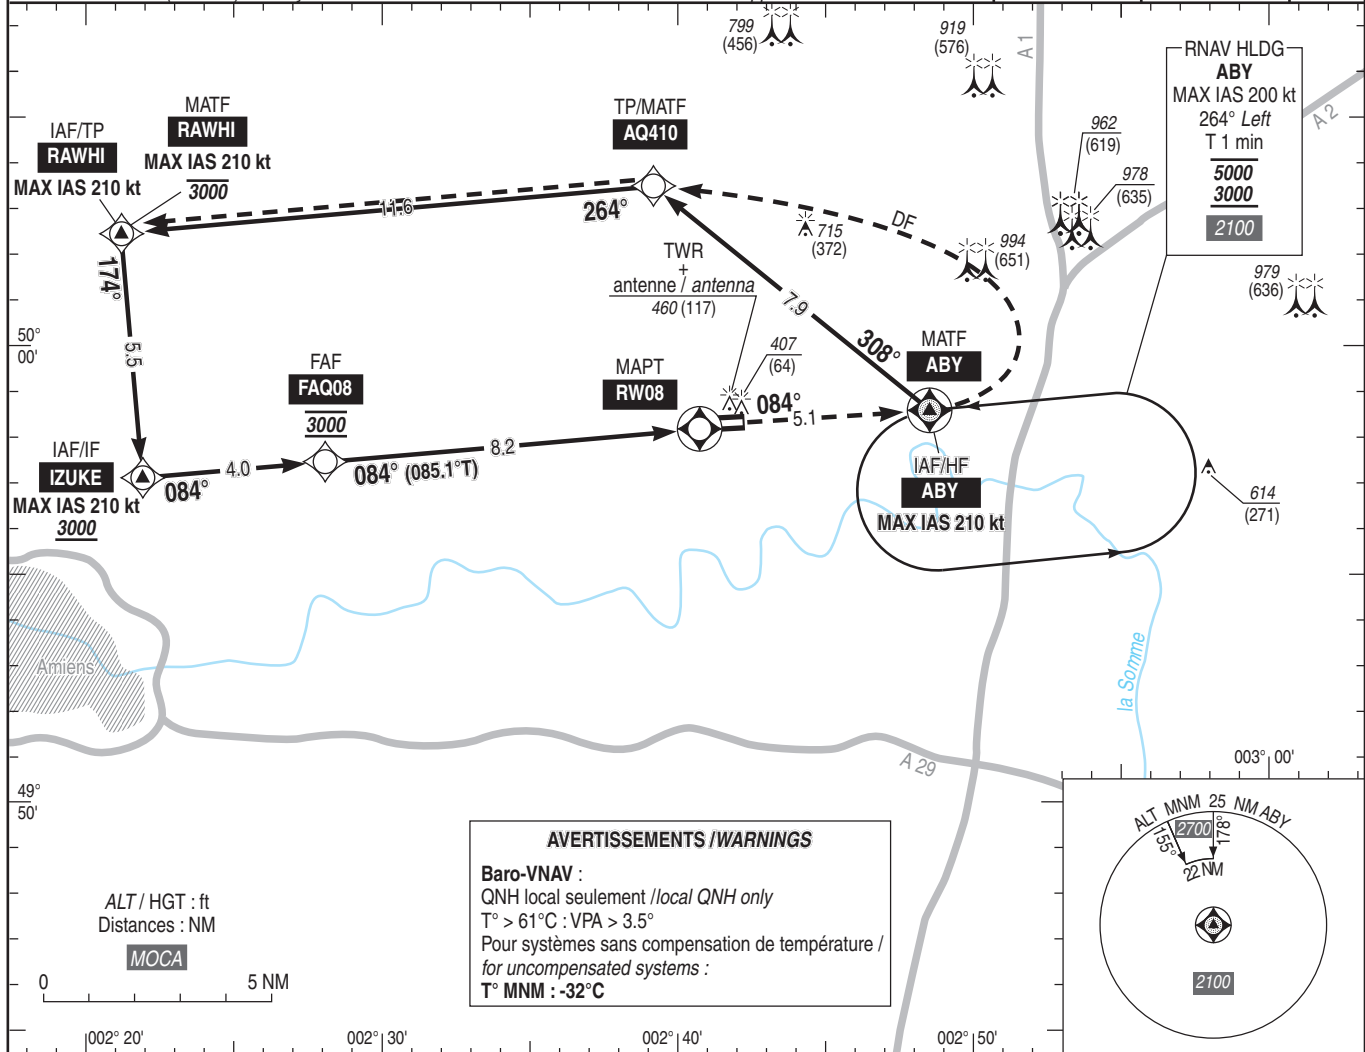 799
(456)
919
(576)
A 1
RNAV HLDG
ABY
MAX IAS 200 kt
264° Left
T 1 min
5000
3000
2100
A 2
962
(619)
978
(635)
979
(636)
MATF
RAWHI
MAX IAS 210 kt
3000
IAF/TP
RAWHI
MAX IAS 210 kt
TP/MATF
AQ410
11.6
264°
DF
715
(372)
994
(651)
TWR
+
antenne / antenna
460 (117)
407
(64)
7.9
308°
174°
5.5
50°
00'
FAF
FAQ08
3000
MAPT
RW08
MATF
ABY
084°
5.1
8.2
084° (085.1°T)
4.0
084°
IAF/IF
IZUKE
MAX IAS 210 kt
3000
IAF/HF
ABY
MAX IAS 210 kt
614
(271)
Amiens
la Somme
A 29
003° 00'
49°
50'
AVERTISSEMENTS /WARNINGS
Baro-VNAV :
QNH local seulement /local QNH only
T° > 61°C : VPA > 3.5°
Pour systèmes sans compensation de température /
for uncompensated systems :
T° MNM : -32°C
ALT MNM 25 NM ABY
2700
155°
178°
22 NM
2100
ALT / HGT : ft
Distances : NM
MOCA
0 5 NM
002° 20'
002° 30'
002° 40'
002° 50'